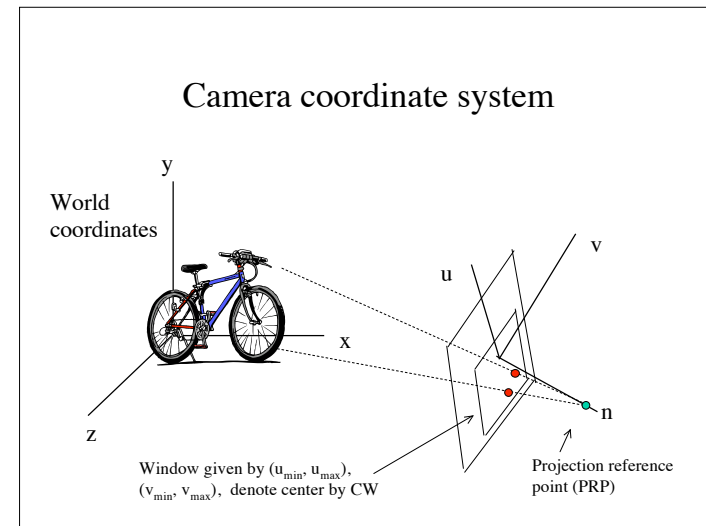 Camera coordinate system
y
World
coordinates
v
u
x
n
z
Window given by (u_min, u_max),
(v_min, v_max), denote center by CW
Projection reference
point (PRP)